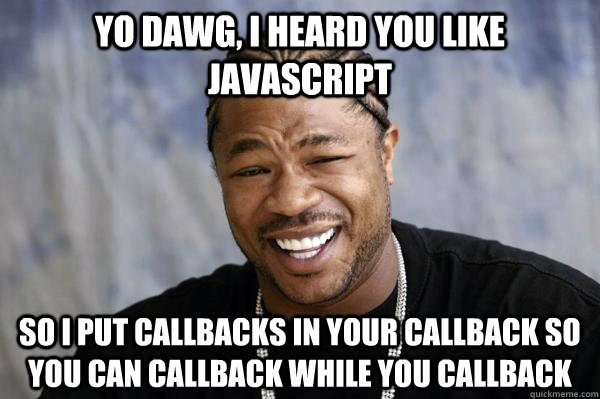 YO DAWG, I HEARD YOU LIKE
JAVASCRIPT
SO I PUT CALLBACKS IN YOUR CALLBACK SO
YOU CAN CALLBACK WHILE YOU CALLBACK
quickmeme.com